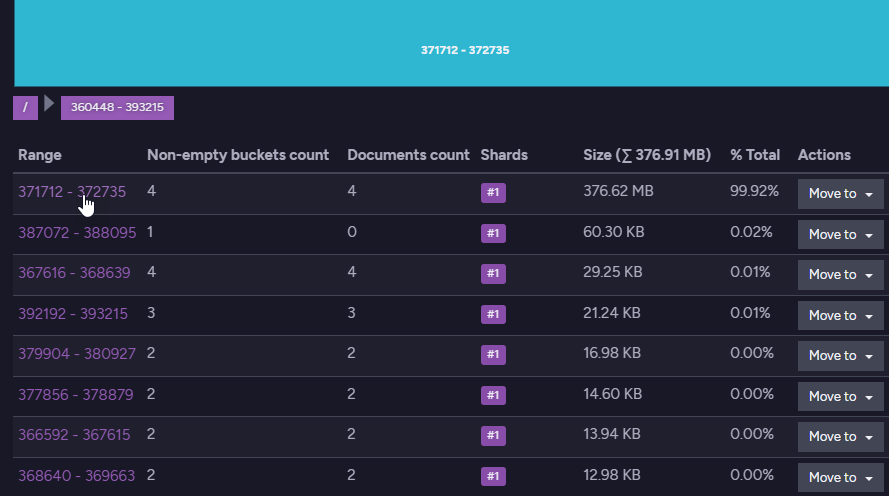 371712 - 372735
/ 360448 - 393215
Range Non-empty buckets count Documents count Shards Size (∑ 376.91 MB) % Total Actions
371712 - 372735 4 4 #1 376.62 MB 99.92% Move to
387072 - 388095 1 0 #1 60.30 KB 0.02% Move to
367616 - 368639 4 4 #1 29.25 KB 0.01% Move to
392192 - 393215 3 3 #1 21.24 KB 0.01% Move to
379904 - 380927 2 2 #1 16.98 KB 0.00% Move to
377856 - 378879 2 2 #1 14.60 KB 0.00% Move to
366592 - 367615 2 2 #1 13.94 KB 0.00% Move to
368640 - 369663 2 2 #1 12.98 KB 0.00% Move to